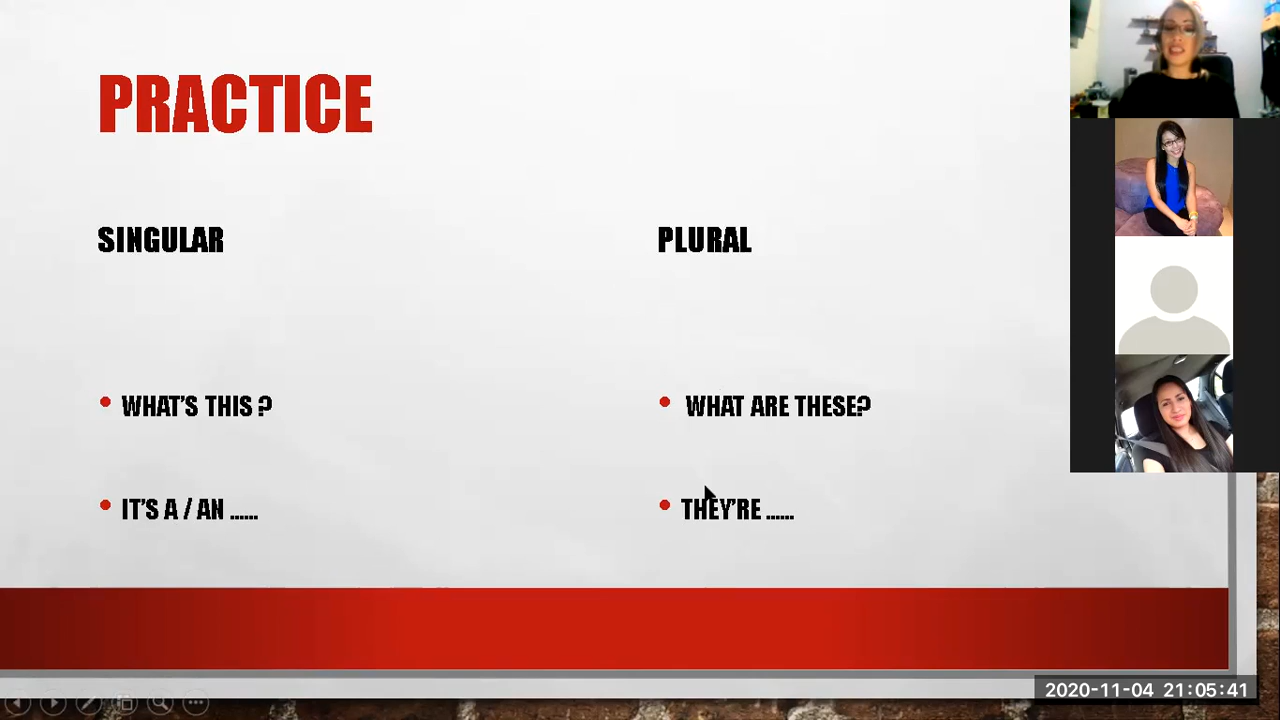 PRACTICE
SINGULAR
PLURAL
• WHAT'S THIS ?
• WHAT ARE THESE?
• IT'S A / AN ......
• THEY'RE ......
2020-11-04 21:05:41